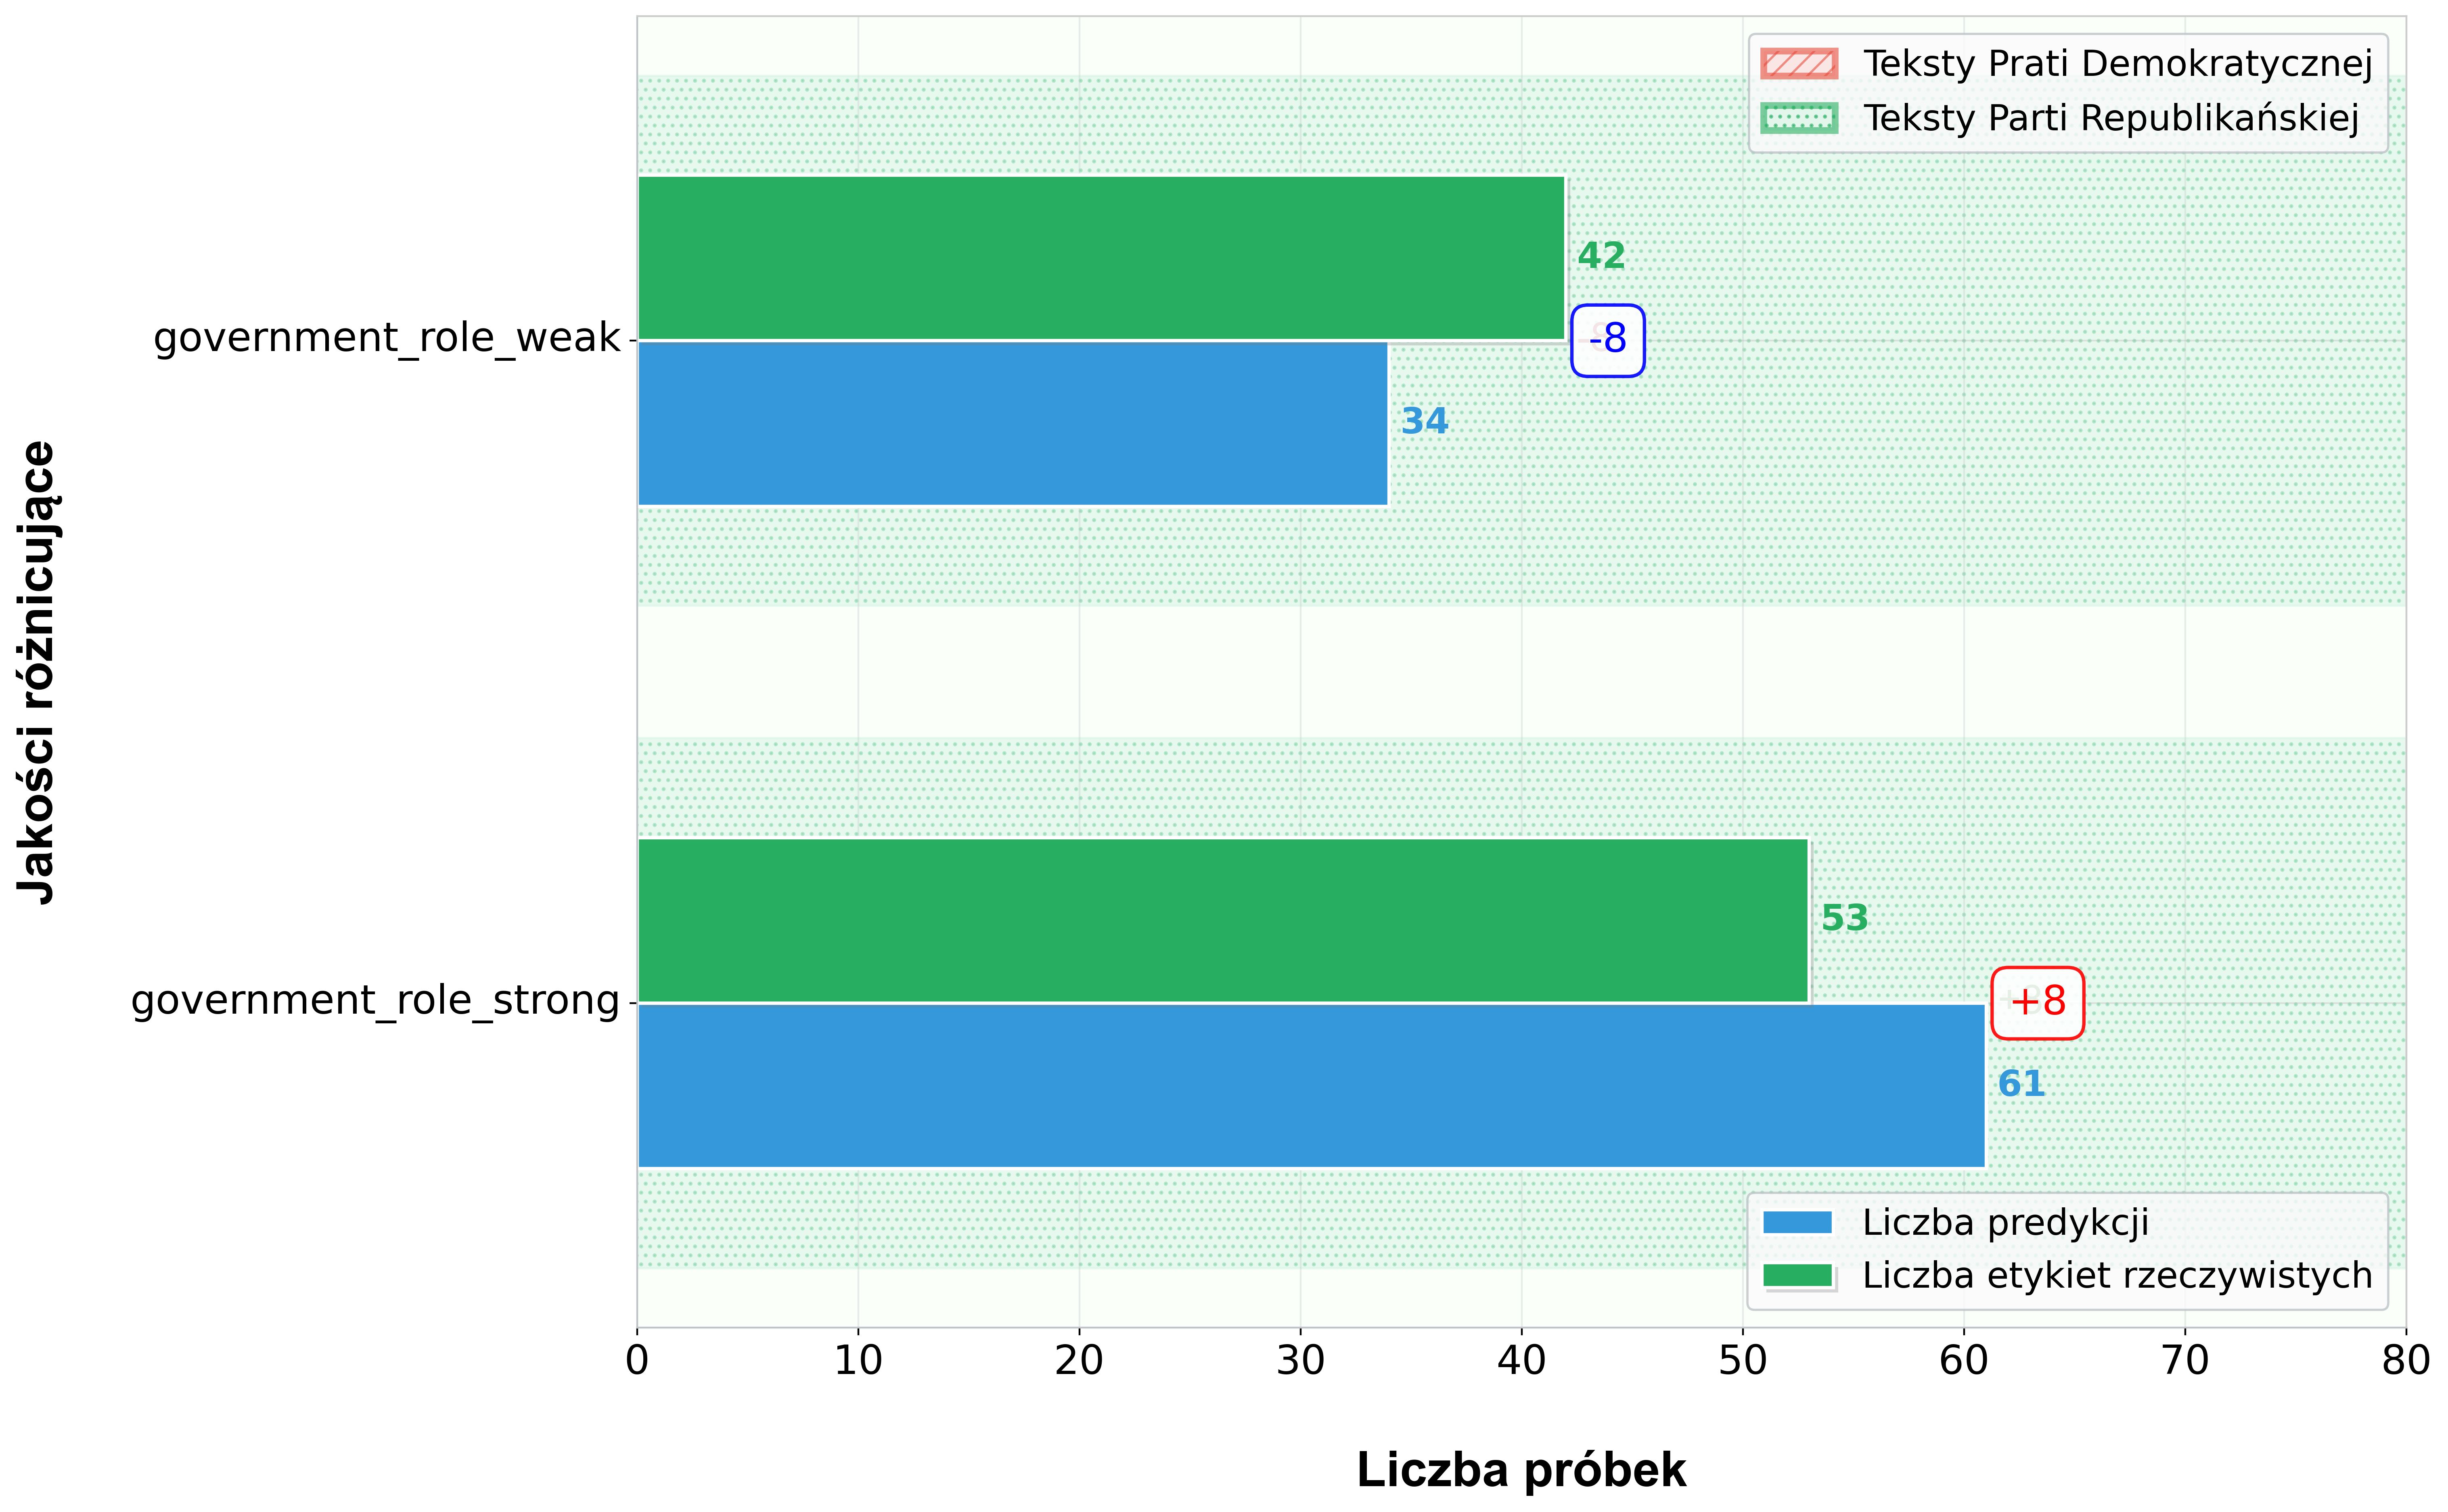 Teksty Prati Demokratycznej
Teksty Parti Republikańskiej
42
government_role_weak
-8
34
Jakości różnicujące
53
government_role_strong
+8
61
Liczba predykcji
Liczba etykiet rzeczywistych
0 10 20 30 40 50 60 70 80
Liczba próbek